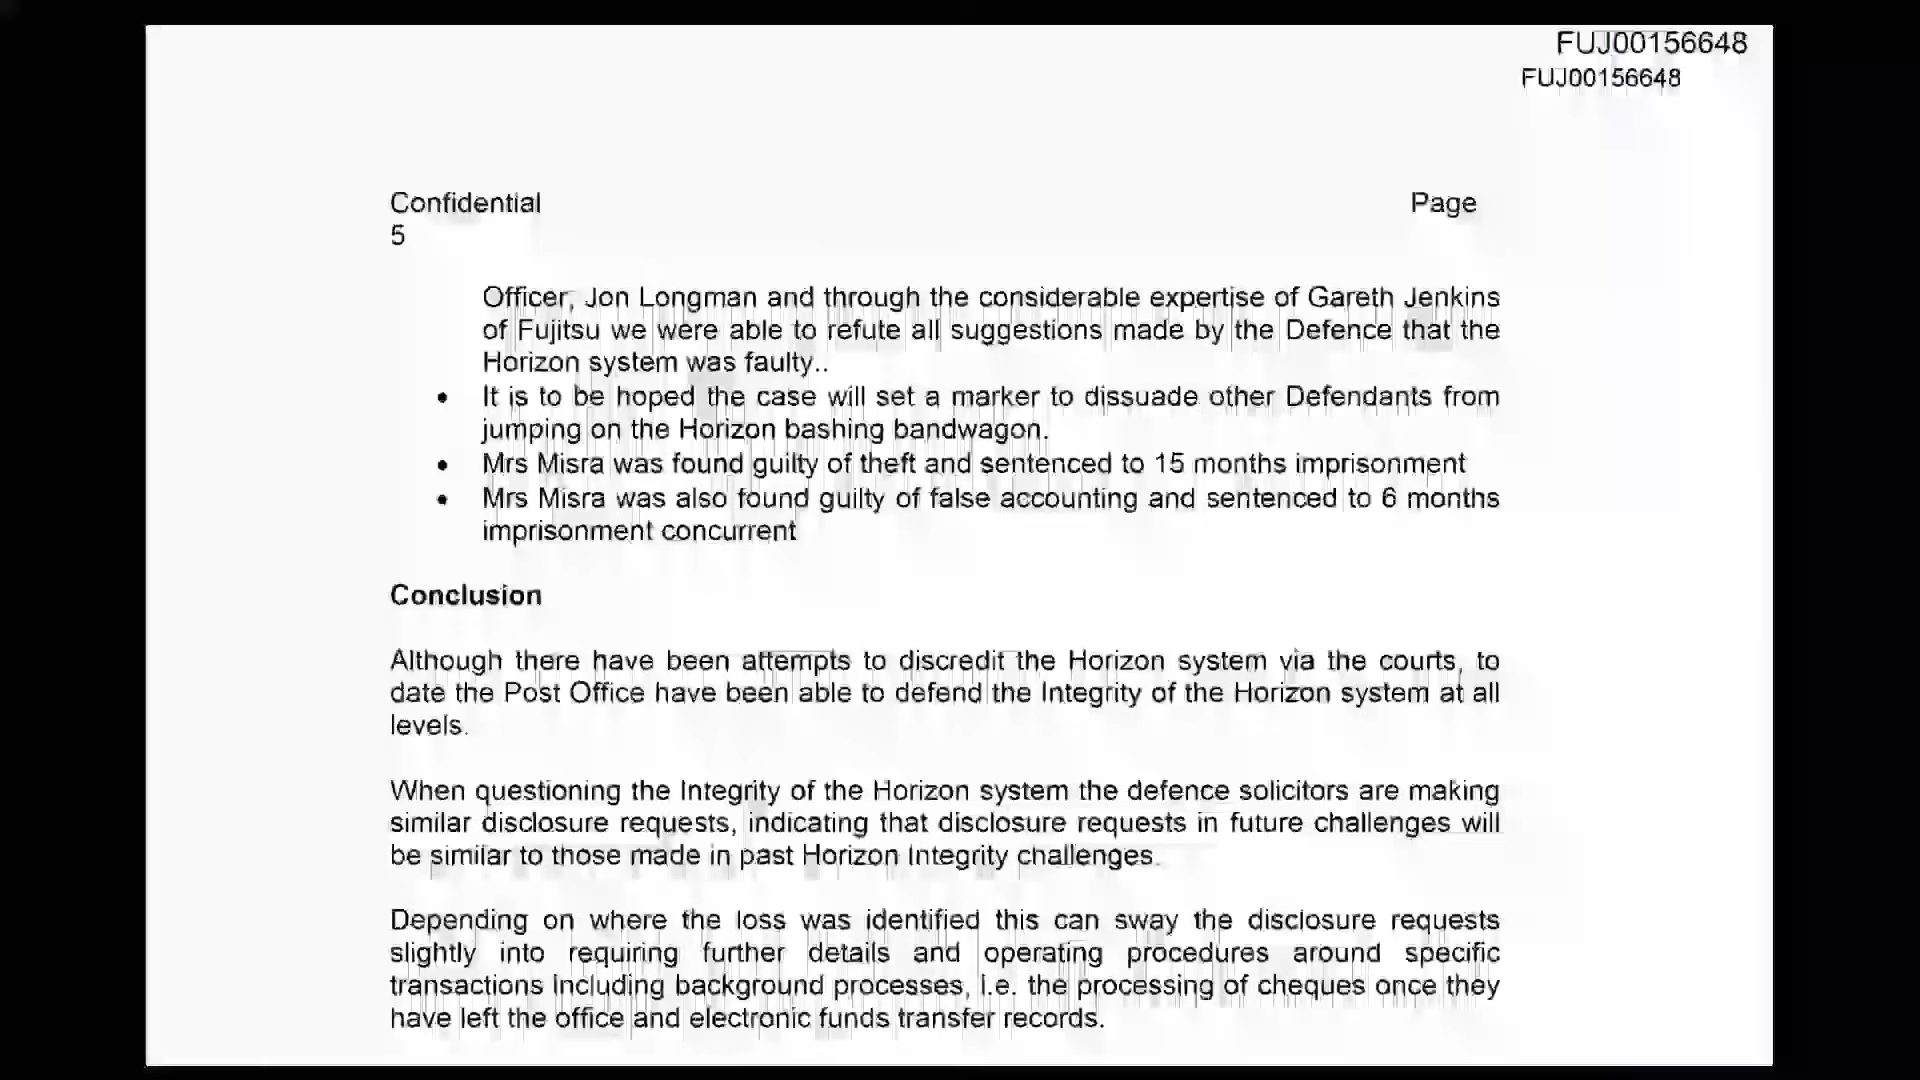 FUJ00156648
FUJ00156648
Confidential Page
5
Officer, Jon Longman and through the considerable expertise of Gareth Jenkins
of Fujitsu we were able to refute all suggestions made by the Defence that the
Horizon system was faulty..
• It is to be hoped the case will set a marker to dissuade other Defendants from
jumping on the Horizon bashing bandwagon.
• Mrs Misra was found guilty of theft and sentenced to 15 months imprisonment
• Mrs Misra was also found guilty of false accounting and sentenced to 6 months
imprisonment concurrent
Conclusion
Although there have been attempts to discredit the Horizon system via the courts, to
date the Post Office have been able to defend the Integrity of the Horizon system at all
levels.
When questioning the Integrity of the Horizon system the defence solicitors are making
similar disclosure requests, indicating that disclosure requests in future challenges will
be similar to those made in past Horizon Integrity challenges.
Depending on where the loss was identified this can sway the disclosure requests
slightly into requiring further details and operating procedures around specific
transactions including background processes, i.e. the processing of cheques once they
have left the office and electronic funds transfer records.